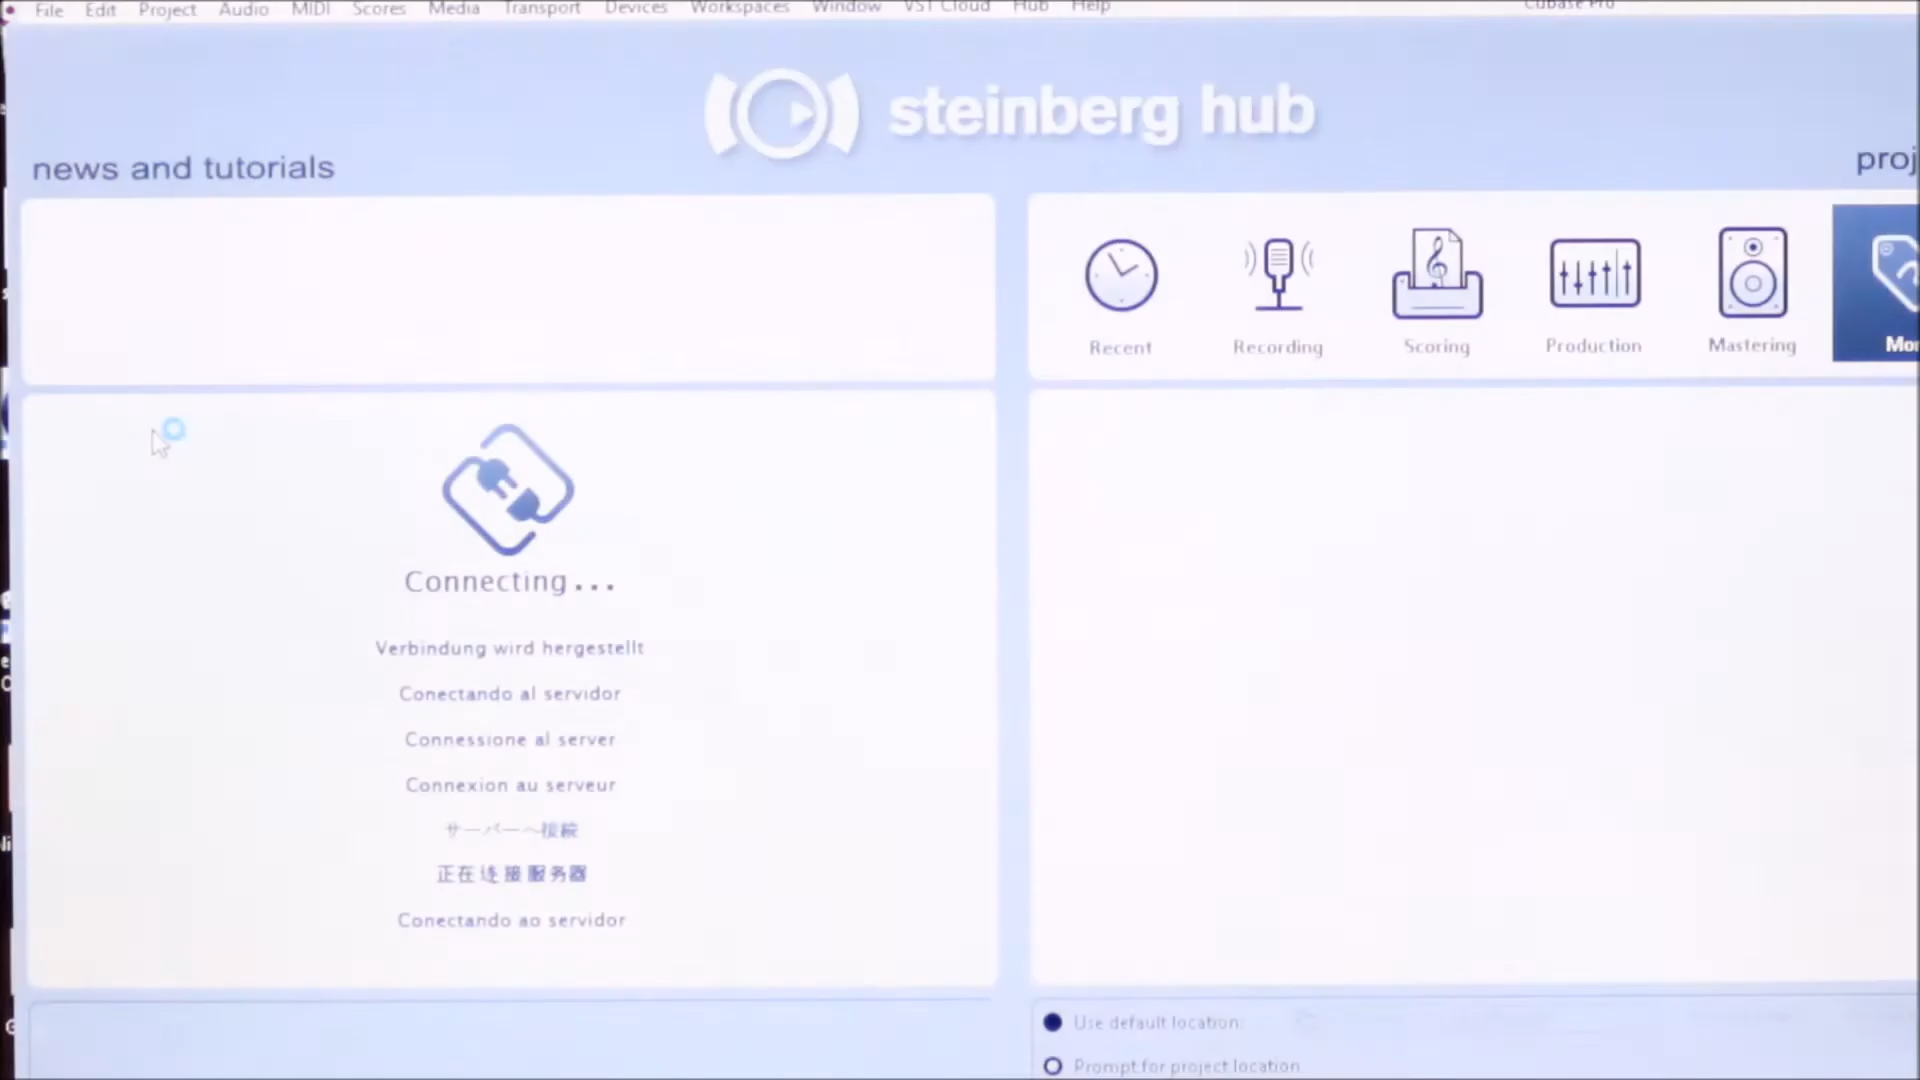 File Edit Project Audio MIDI Scores Media Transport Devices Workspaces Window VST Cloud Hub Help Cubase Pro
steinberg hub
news and tutorials
Recent Recording Scoring Production Mastering
Connecting...
Verbindung wird hergestellt
Conectando al servidor
Connessione al server
Connexion au serveur
サーバーへ接続
正在连接服务器
Conectando ao servidor
Use default location:
Prompt for project location